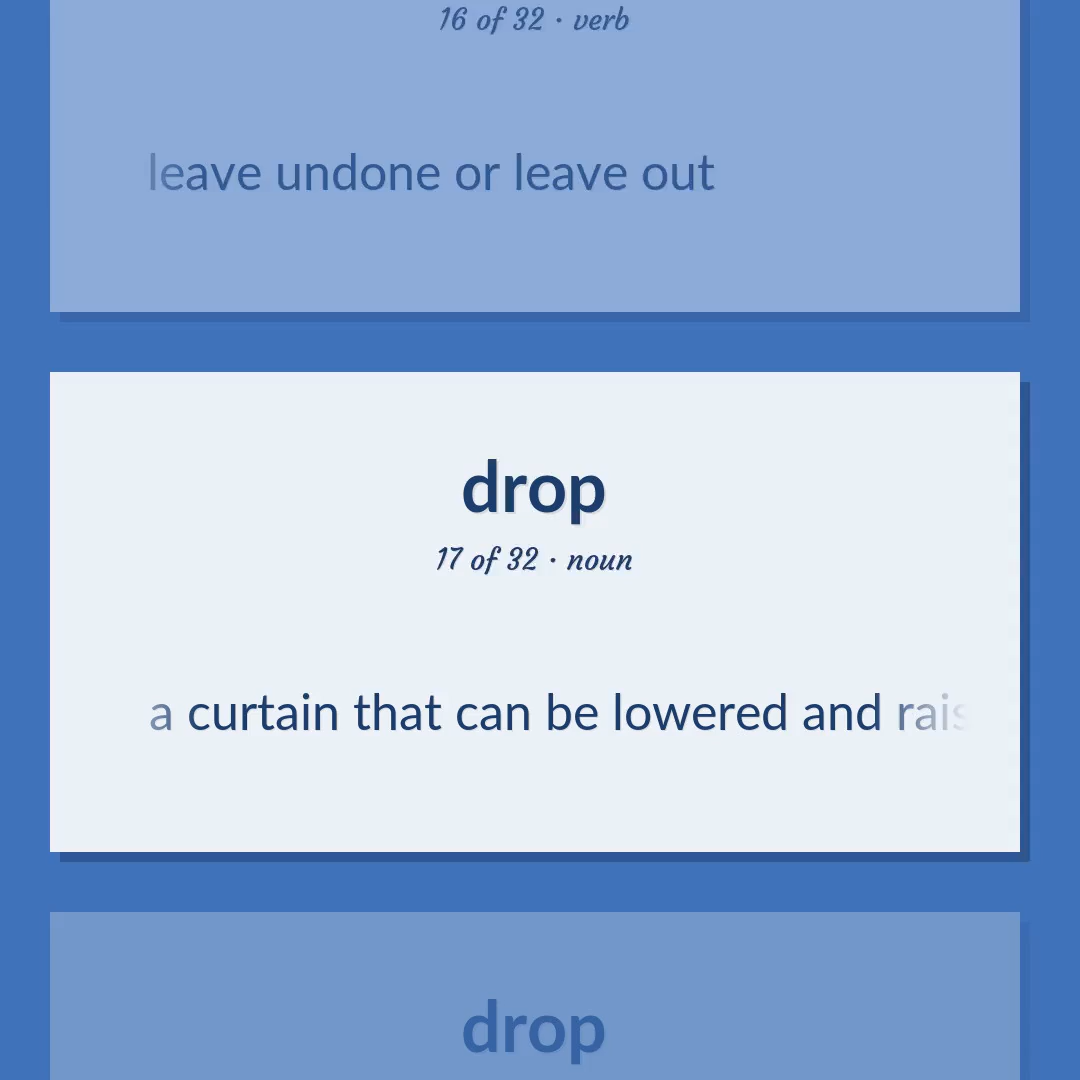 16 of 32 · verb
leave undone or leave out
drop
17 of 32 · noun
a curtain that can be lowered and rais
drop